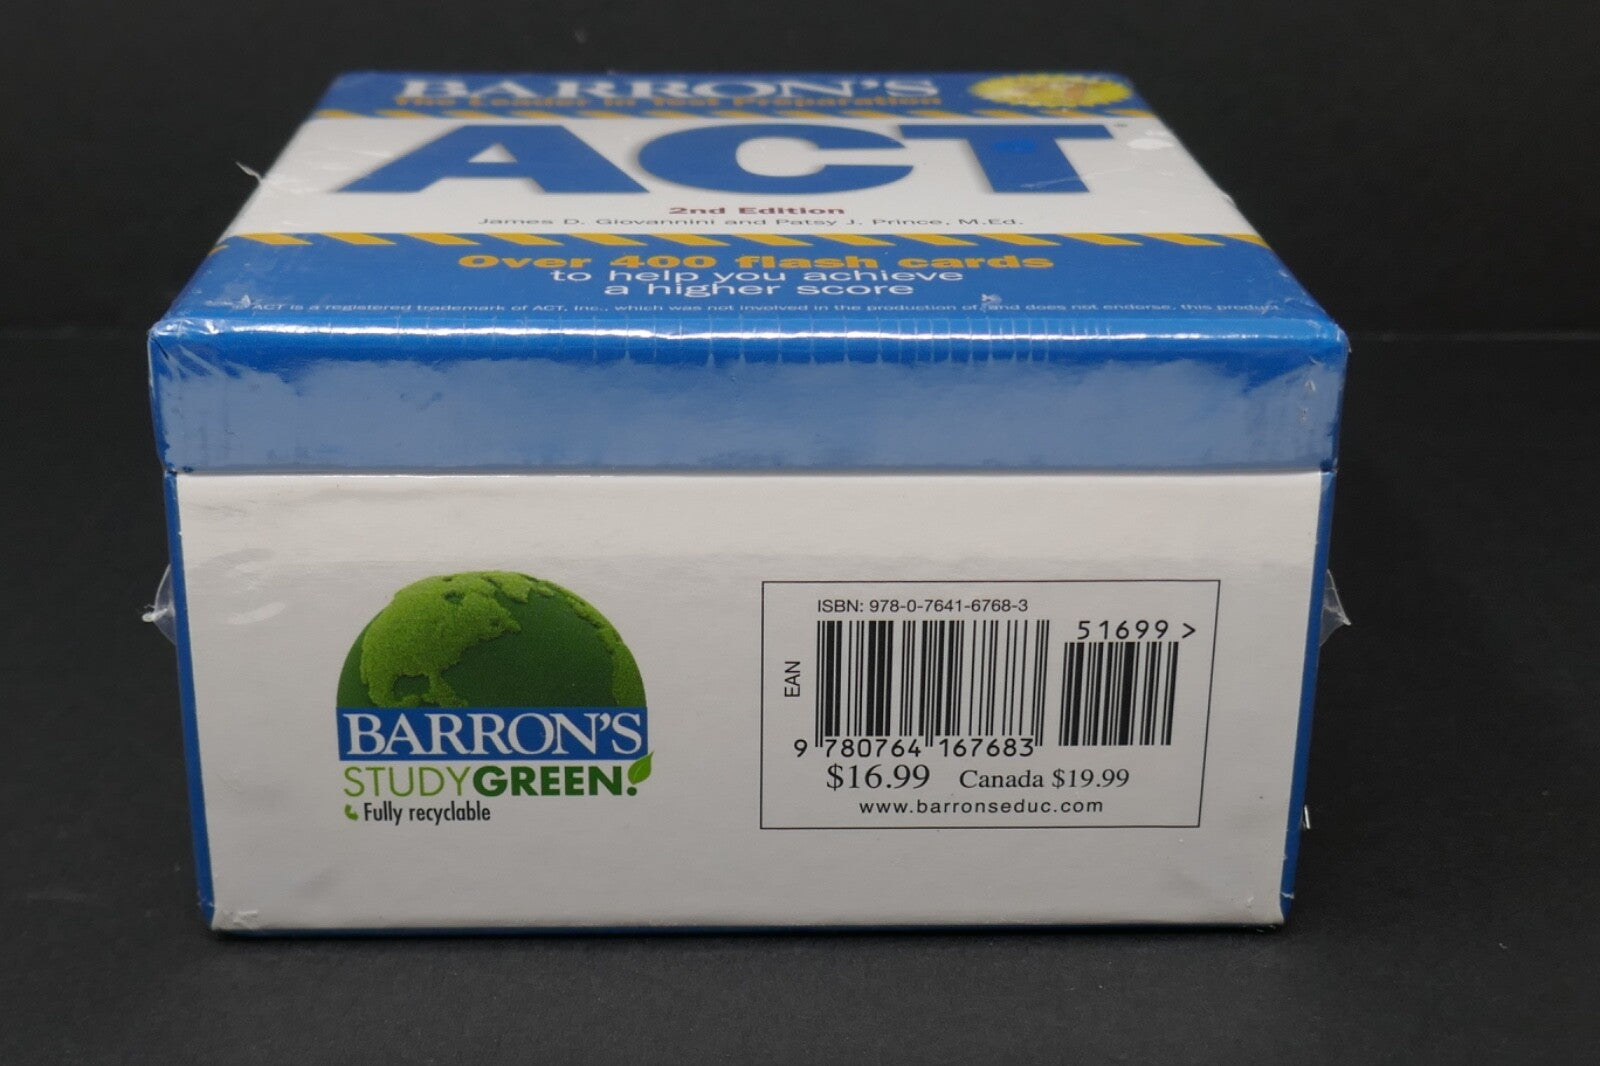 BARRON'S
The Leader in Test Preparation
ACT®
2nd Edition
James D. Giovannini and Patsy J. Prince, M.Ed.
Over 400 flash cards
to help you achieve
a higher score
ACT is a registered trademark of ACT, Inc., which was not involved in the production of, and does not endorse, this product.
BARRON'S
STUDYGREEN!
Fully recyclable
ISBN: 978-0-7641-6768-3
51699 >
EAN
9 780764 167683
$16.99 Canada $19.99
www.barronseduc.com